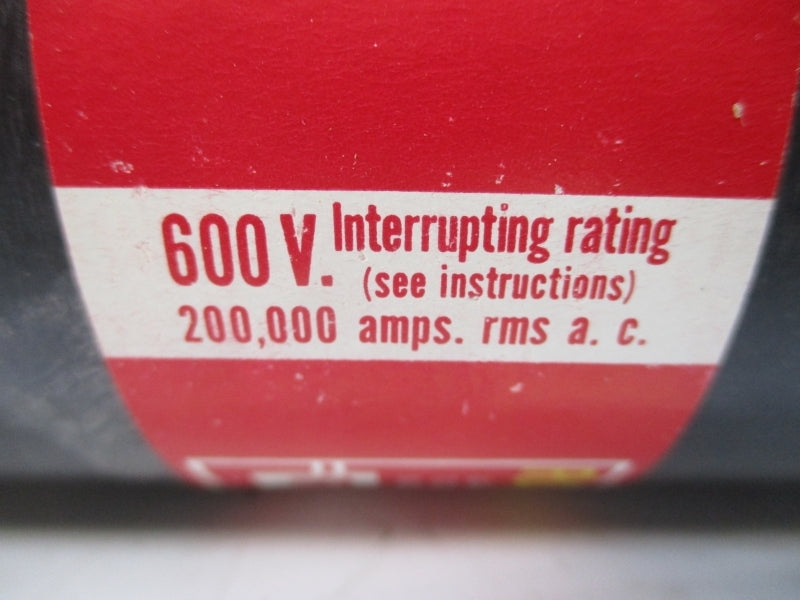 600 V. Interrupting rating
(see instructions)
200,000 amps. rms a. c.